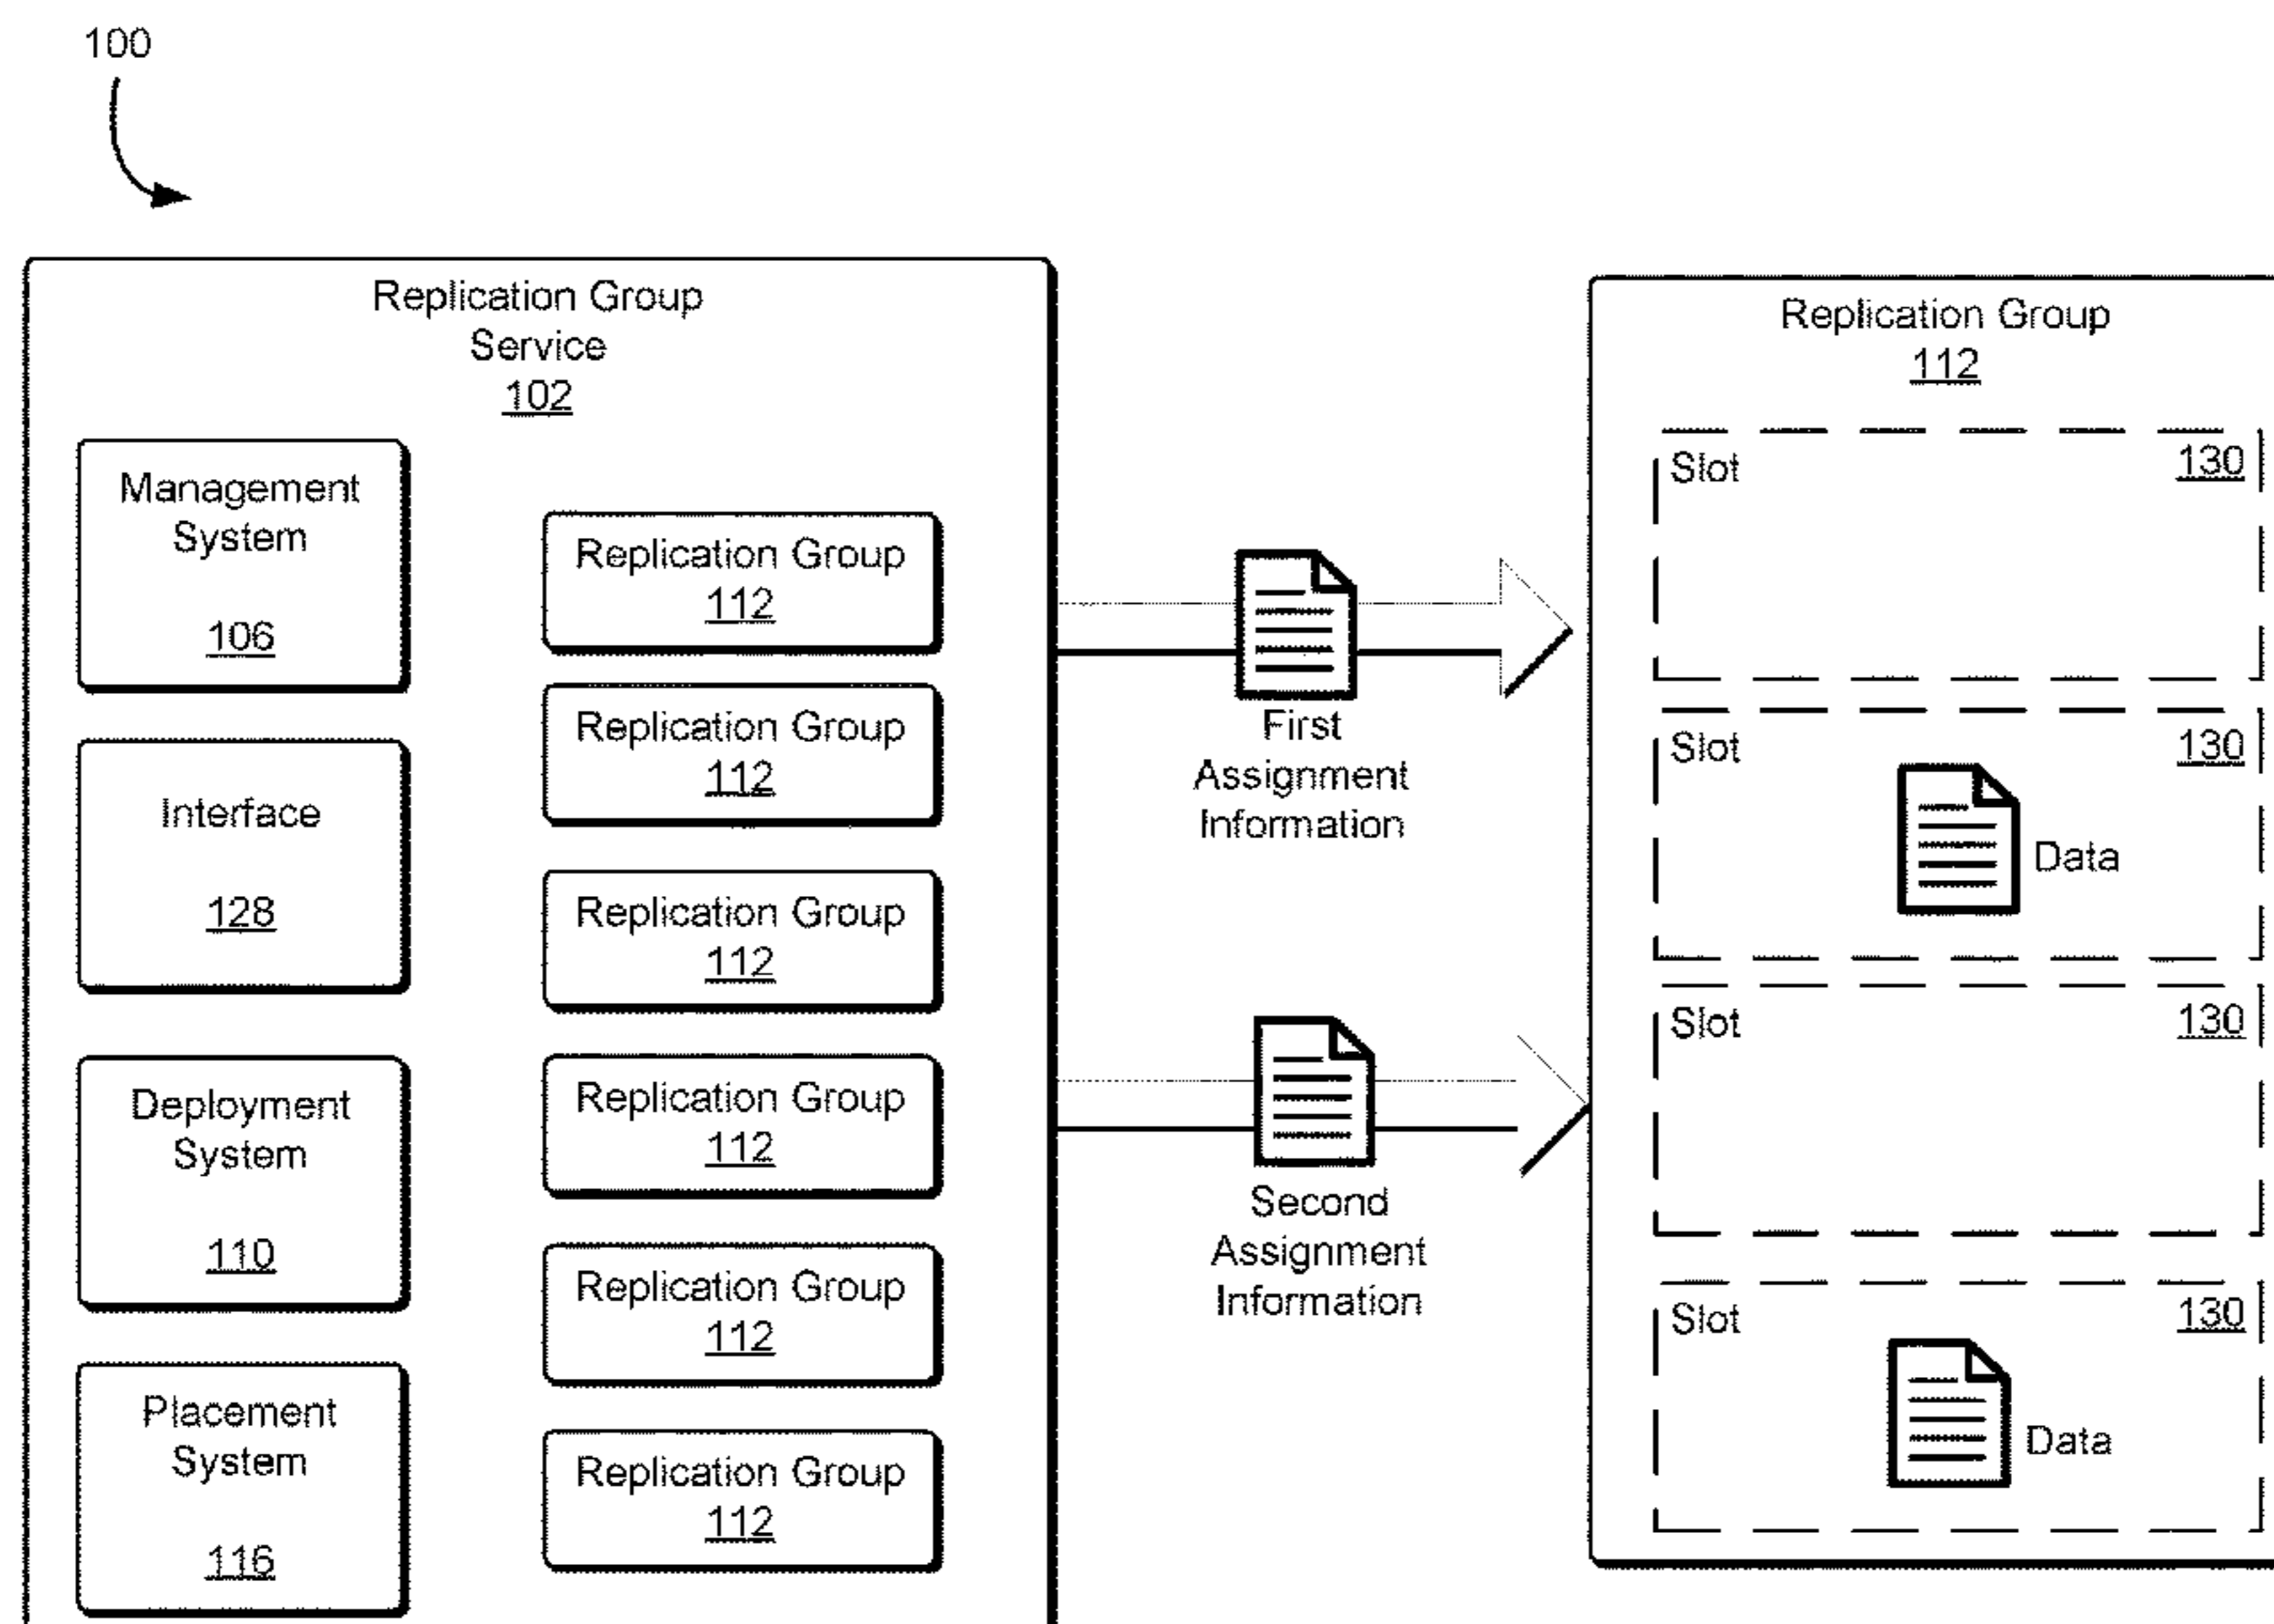 100
Replication Group
Service
102
Management
System
106
Interface
128
Deployment
System
110
Placement
System
116
Replication Group
112
Replication Group
112
Replication Group
112
Replication Group
112
Replication Group
112
Replication Group
112
First
Assignment
Information
Second
Assignment
Information
Replication Group
112
Slot 130
Slot 130
Data
Slot 130
Slot 130
Data